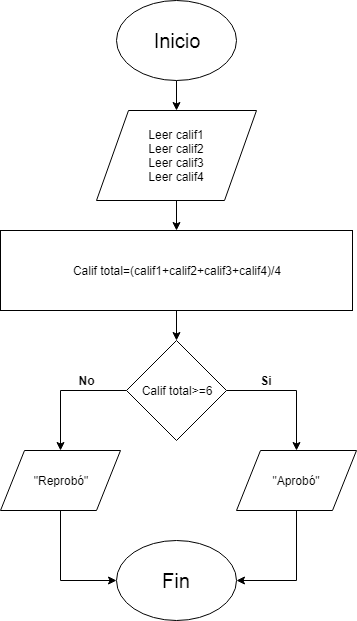 Inicio
Leer calif1
Leer calif2
Leer calif3
Leer calif4
Calif total=(calif1+calif2+calif3+calif4)/4
Calif total>=6
No
Si
"Reprobó"
"Aprobó"
Fin